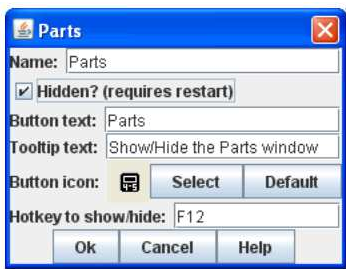 Parts
Name: Parts
Hidden? (requires restart)
Button text: Parts
Tooltip text: Show/Hide the Parts window
Button icon: Select Default
Hotkey to show/hide: F12
Ok Cancel Help